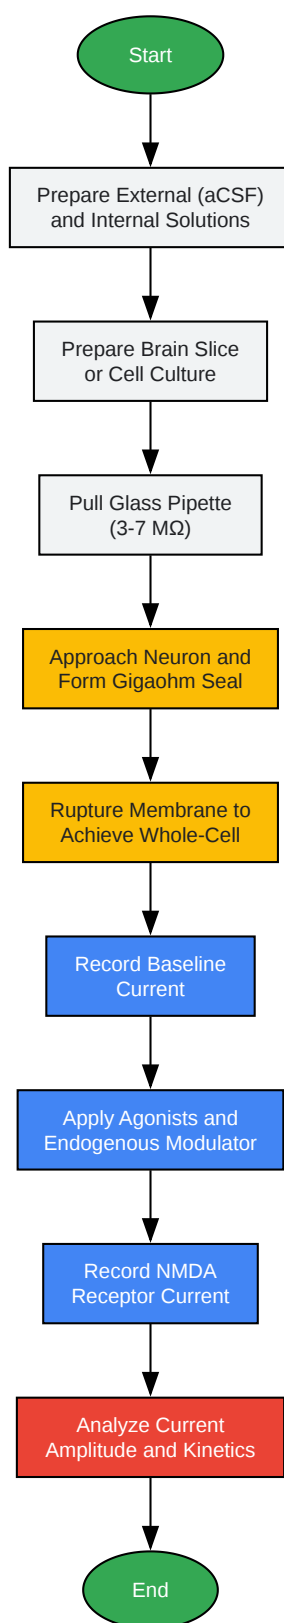 Start
Prepare External (aCSF)
and Internal Solutions
Prepare Brain Slice
or Cell Culture
Pull Glass Pipette
(3-7 MΩ)
Approach Neuron and
Form Gigaohm Seal
Rupture Membrane to
Achieve Whole-Cell
Record Baseline
Current
Apply Agonists and
Endogenous Modulator
Record NMDA
Receptor Current
Analyze Current
Amplitude and Kinetics
End